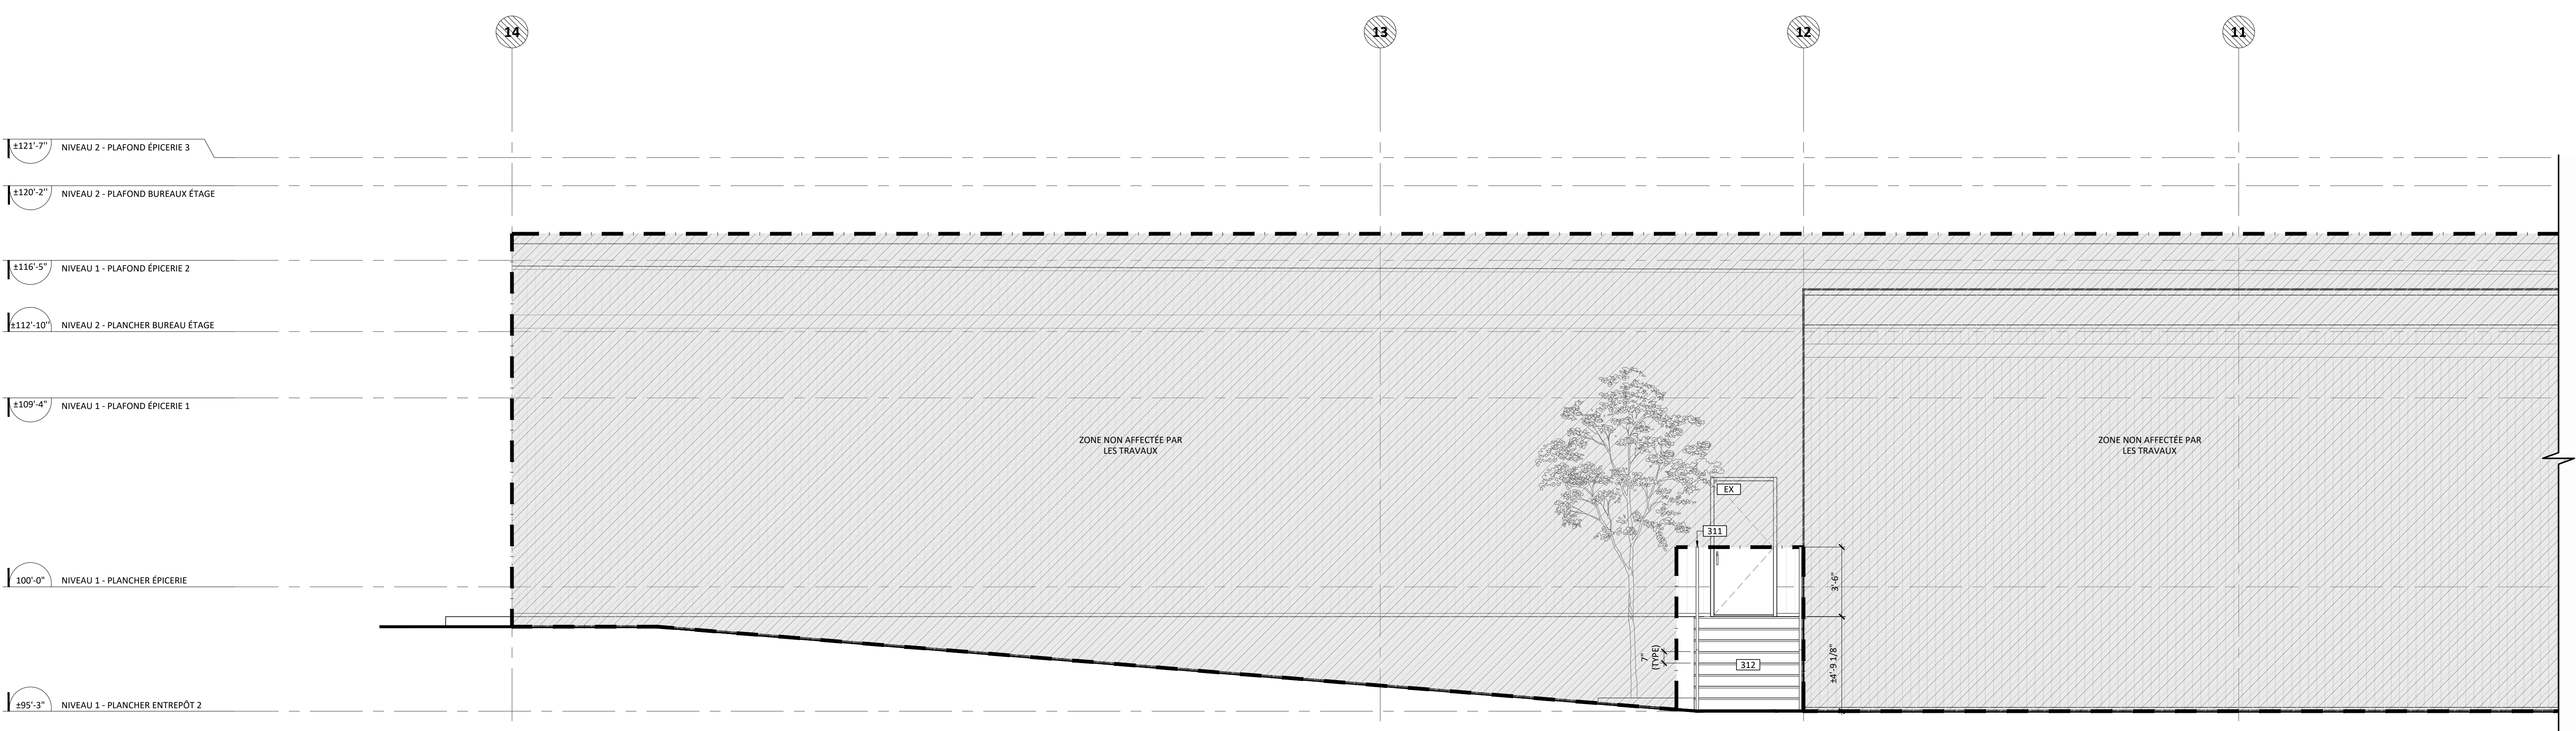 14
13
12
11
±121'-7" NIVEAU 2 - PLAFOND ÉPICERIE 3
±120'-2" NIVEAU 2 - PLAFOND BUREAUX ÉTAGE
±116'-5" NIVEAU 1 - PLAFOND ÉPICERIE 2
±112'-10" NIVEAU 2 - PLANCHER BUREAU ÉTAGE
±109'-4" NIVEAU 1 - PLAFOND ÉPICERIE 1
ZONE NON AFFECTÉE PAR
LES TRAVAUX
ZONE NON AFFECTÉE PAR
LES TRAVAUX
EX
311
100'-0" NIVEAU 1 - PLANCHER ÉPICERIE
3'-6"
7"
(TYPE)
312
±4'-9 1/8"
±95'-3" NIVEAU 1 - PLANCHER ENTREPÔT 2